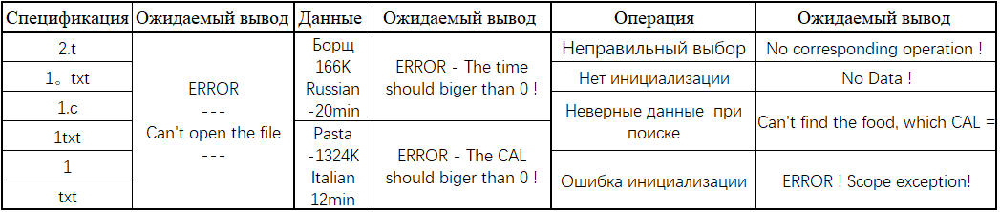 Спецификация
Ожидаемый вывод
Данные
Ожидаемый вывод
Операция
Ожидаемый вывод
2.t
1。txt
1.c
1txt
1
txt
ERROR
---
Can't open the file
---
Борщ
166K
Russian
-20min
Pasta
-1324K
Italian
12min
ERROR - The time
should biger than 0 !
ERROR - The CAL
should biger than 0 !
Неправильный выбор
No corresponding operation !
Нет инициализации
No Data !
Неверные данные при
поиске
Can't find the food, which CAL =
Ошибка инициализации
ERROR ! Scope exception!